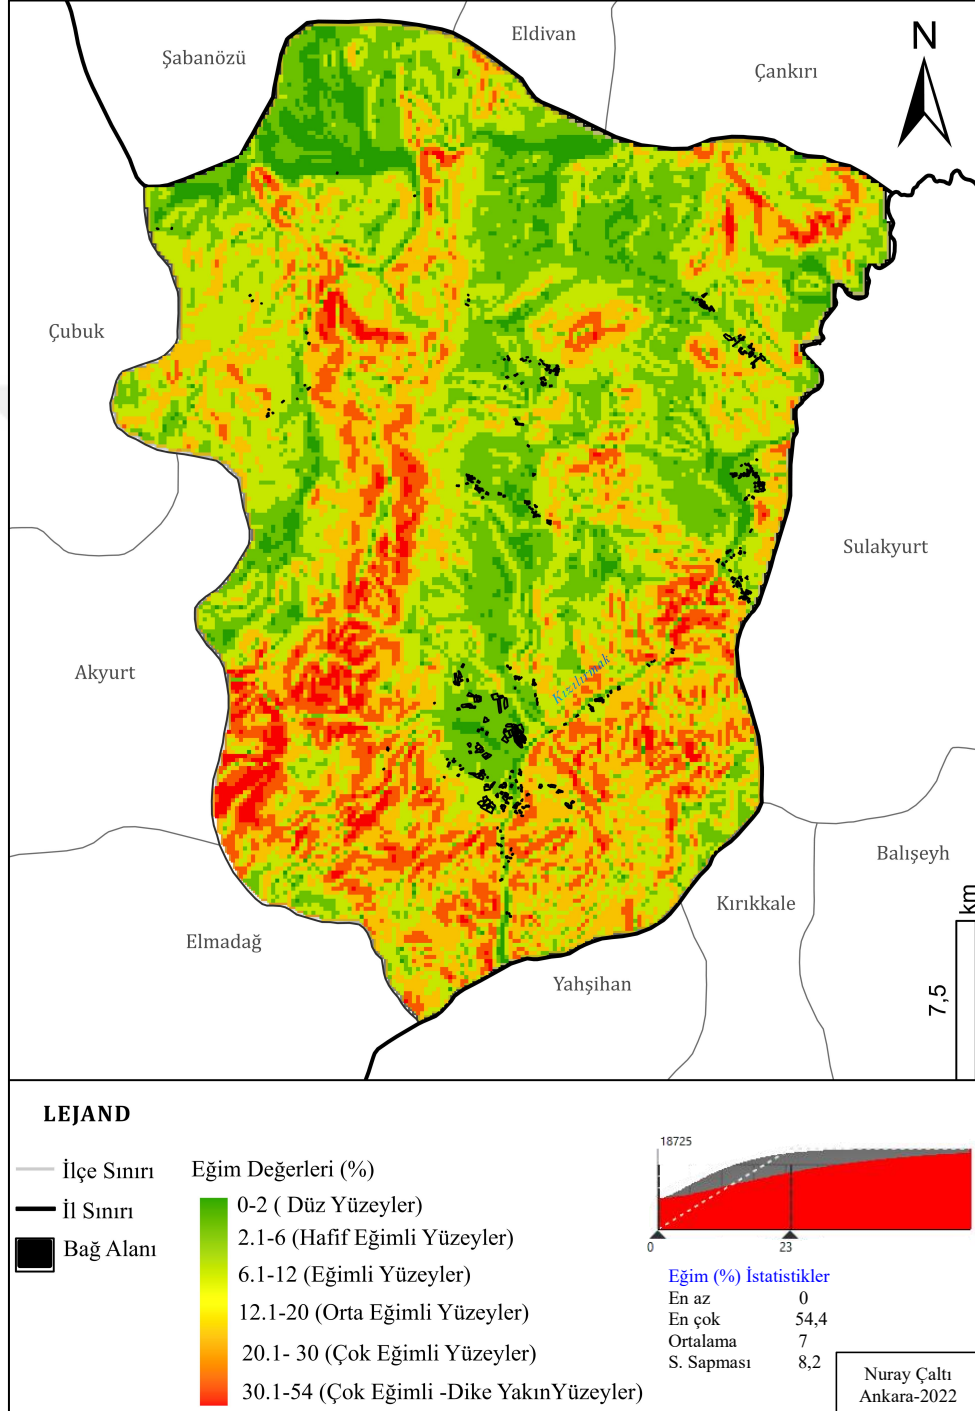 Eldivan
N
Şabanözü
Çankırı
Çubuk
Sulakyurt
Kızılırmak
Akyurt
Balışeyh
Kırıkkale
km
Elmadağ
Yahşihan
7,5
LEJAND
İlçe Sınırı
İl Sınırı
Bağ Alanı
Eğim Değerleri (%)
0-2 ( Düz Yüzeyler)
2.1-6 (Hafif Eğimli Yüzeyler)
6.1-12 (Eğimli Yüzeyler)
12.1-20 (Orta Eğimli Yüzeyler)
20.1- 30 (Çok Eğimli Yüzeyler)
30.1-54 (Çok Eğimli -Dike YakınYüzeyler)
18725
0 23
Eğim (%) İstatistikler
En az 0
En çok 54,4
Ortalama 7
S. Sapması 8,2
Nuray Çaltı
Ankara-2022